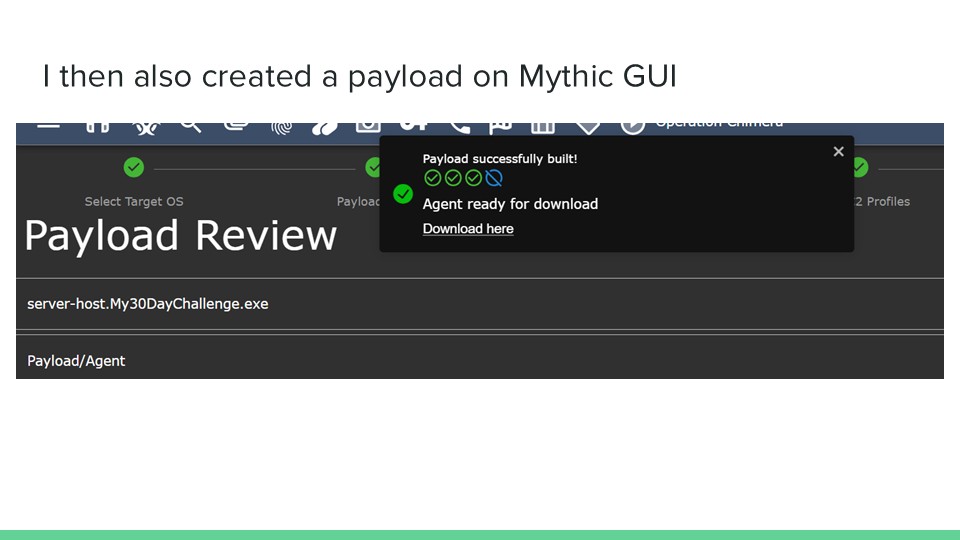 I then also created a payload on Mythic GUI
Operation Chimera
Payload successfully built!
Agent ready for download
Download here
Select Target OS
Payload
C2 Profiles
Payload Review
server-host.My30DayChallenge.exe
Payload/Agent